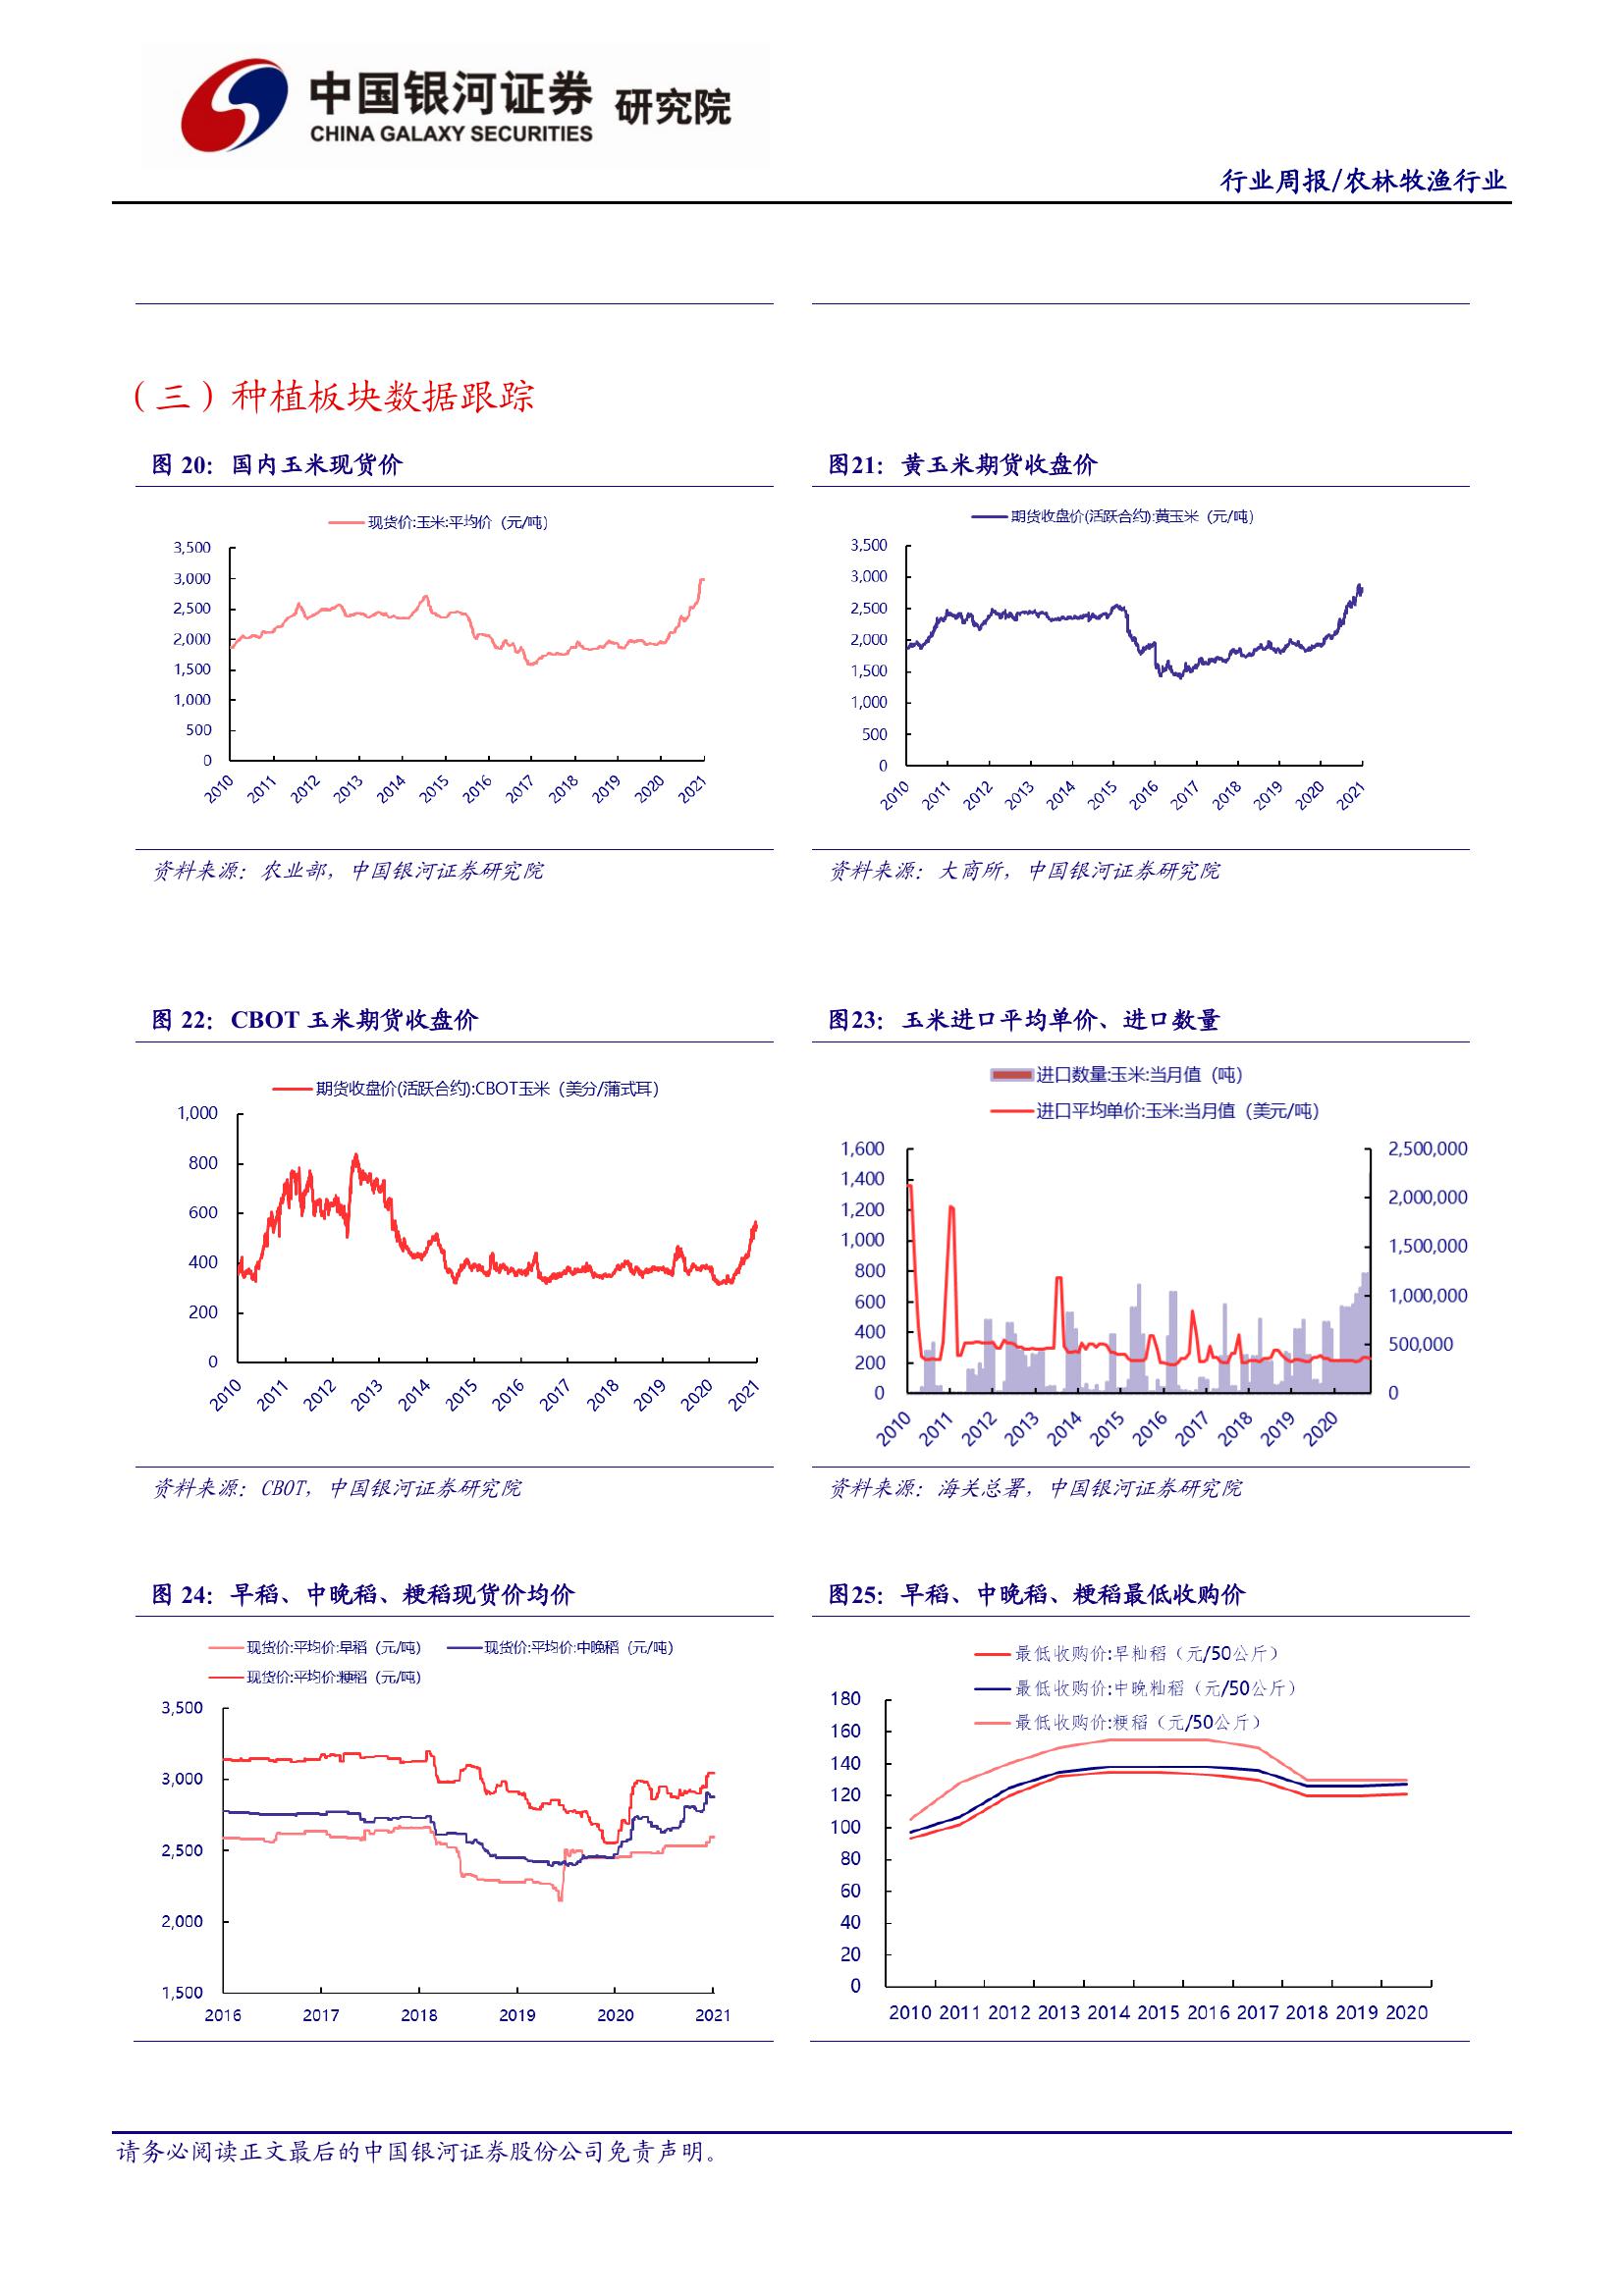 中国银河证券 研究院
CHINA GALAXY SECURITIES
行业周报/农林牧渔行业
（三）种植板块数据跟踪
图 20：国内玉米现货价
现货价:玉米:平均价（元/吨）
3,500
3,000
2,500
2,000
1,500
1,000
500
0
2010 2011 2012 2013 2014 2015 2016 2017 2018 2019 2020 2021
资料来源：农业部，中国银河证券研究院
图21：黄玉米期货收盘价
期货收盘价(活跃合约):黄玉米（元/吨）
3,500
3,000
2,500
2,000
1,500
1,000
500
0
2010 2011 2012 2013 2014 2015 2016 2017 2018 2019 2020 2021
资料来源：大商所，中国银河证券研究院
图 22：CBOT 玉米期货收盘价
期货收盘价(活跃合约):CBOT玉米（美分/蒲式耳）
1,000
800
600
400
200
0
2010 2011 2012 2013 2014 2015 2016 2017 2018 2019 2020 2021
资料来源：CBOT，中国银河证券研究院
图23：玉米进口平均单价、进口数量
进口数量:玉米:当月值（吨）
进口平均单价:玉米:当月值（美元/吨）
1,600
1,400
1,200
1,000
800
600
400
200
0
2,500,000
2,000,000
1,500,000
1,000,000
500,000
0
2010 2011 2012 2013 2014 2015 2016 2017 2018 2019 2020
资料来源：海关总署，中国银河证券研究院
图 24：早稻、中晚稻、粳稻现货价均价
现货价:平均价:早稻（元/吨） 现货价:平均价:中晚稻（元/吨）
现货价:平均价:粳稻（元/吨）
3,500
3,000
2,500
2,000
1,500
2016 2017 2018 2019 2020 2021
图25：早稻、中晚稻、粳稻最低收购价
最低收购价:早籼稻（元/50公斤）
最低收购价:中晚籼稻（元/50公斤）
最低收购价:粳稻（元/50公斤）
180
160
140
120
100
80
60
40
20
0
2010 2011 2012 2013 2014 2015 2016 2017 2018 2019 2020
请务必阅读正文最后的中国银河证券股份公司免责声明。